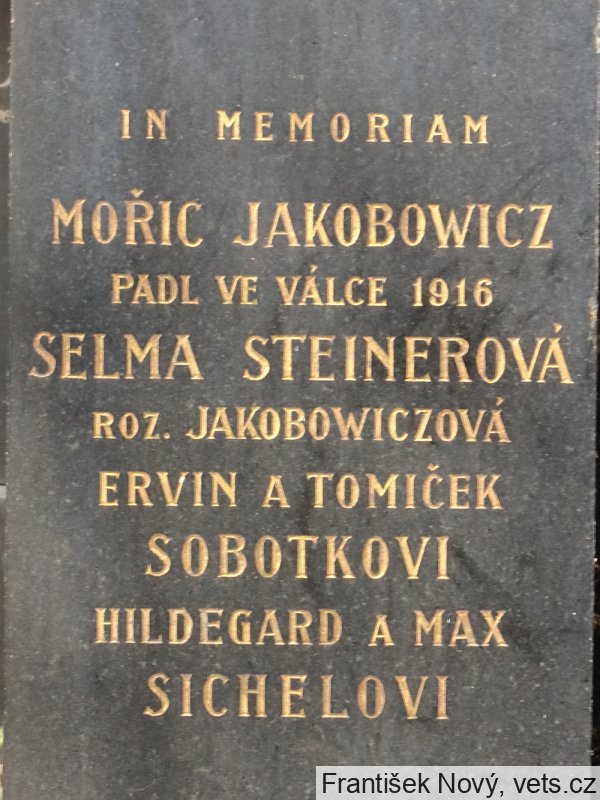 IN MEMORIAM
MOŘIC JAKOBOWICZ
PADL VE VÁLCE 1916
SELMA STEINEROVÁ
ROZ. JAKOBOWICZOVÁ
ERVIN A TOMIČEK
SOBOTKOVI
HILDEGARD A MAX
SICHELOVI
František Nový, vets.cz